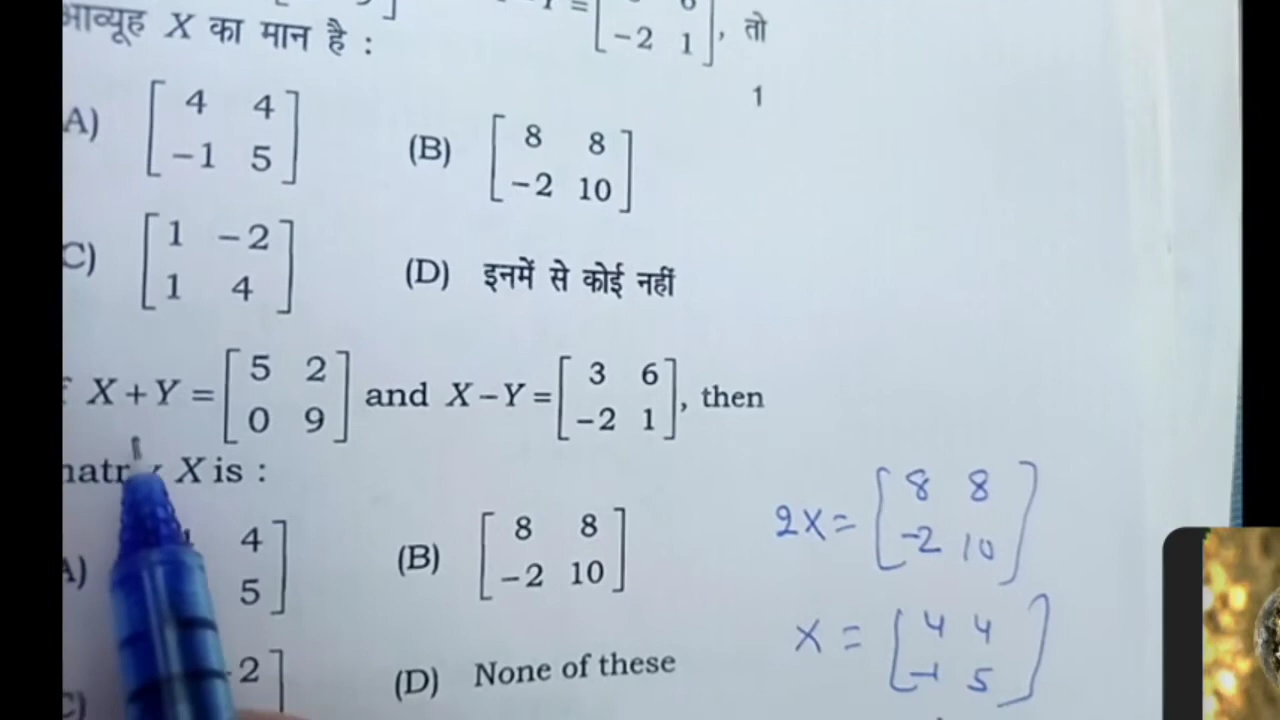 X का मान है :
-2 1 ], तो
1
A) [ 4 4
-1 5 ]
(B) [ 8 8
-2 10 ]
C) [ 1 -2
1 4 ]
(D) इनमें से कोई नहीं
X + Y = [ 5 2
0 9 ] and X - Y = [ 3 6
-2 1 ], then
X is :
4
5 ]
(B) [ 8 8
-2 10 ]
2 ]
(D) None of these
2X = [ 8 8
-2 10 ]
X = [ 4 4
-1 5 ]